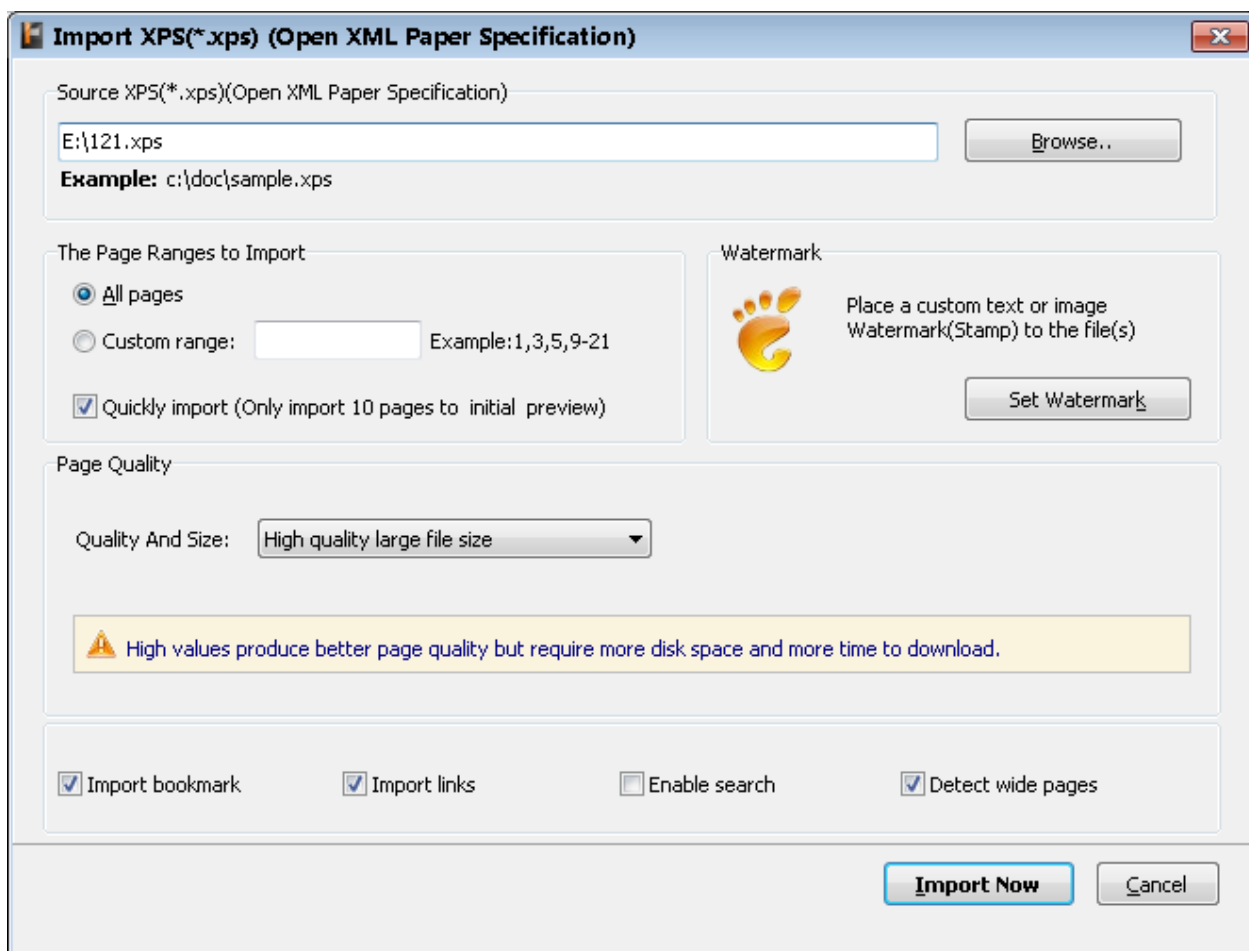 Import XPS(*.xps) (Open XML Paper Specification)
Source XPS(*.xps)(Open XML Paper Specification)
E:\121.xps
Browse..
Example: c:\doc\sample.xps
The Page Ranges to Import
All pages
Custom range: Example:1,3,5,9-21
Quickly import (Only import 10 pages to initial preview)
Watermark
Place a custom text or image
Watermark(Stamp) to the file(s)
Set Watermark
Page Quality
Quality And Size: High quality large file size
High values produce better page quality but require more disk space and more time to download.
Import bookmark Import links Enable search Detect wide pages
Import Now Cancel